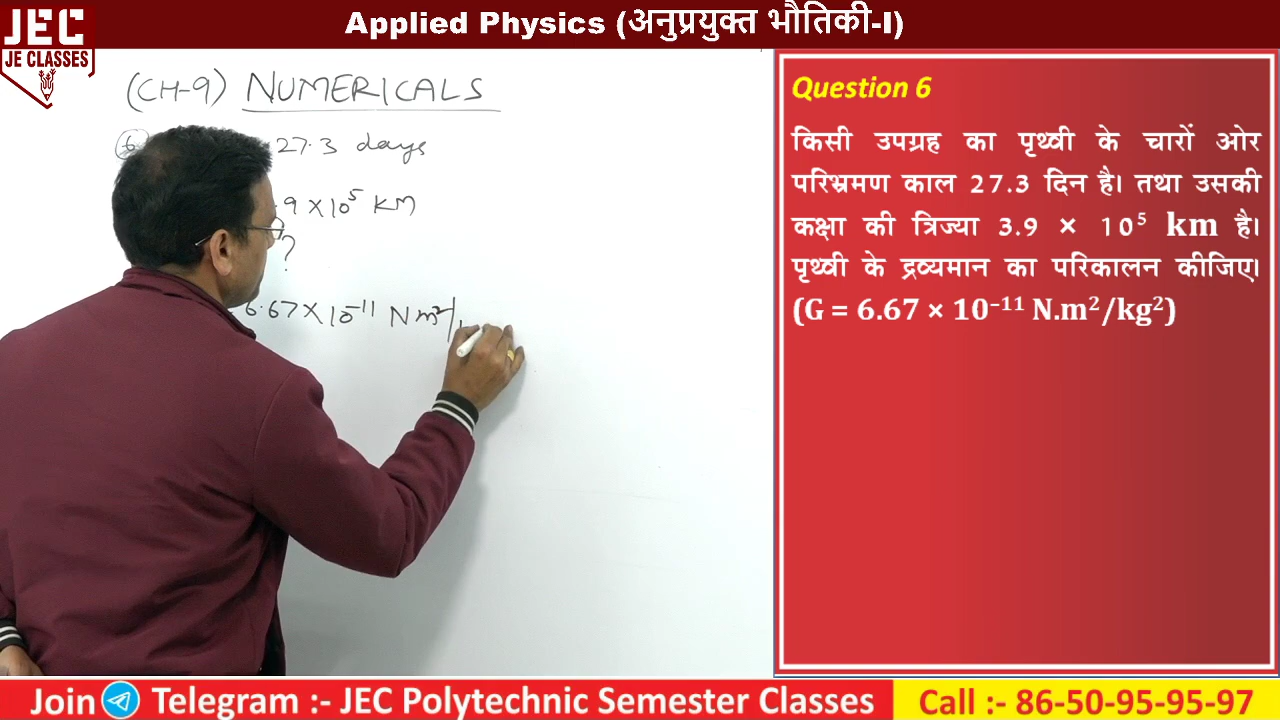 JEC
JE CLASSES
Applied Physics (अनुप्रयुक्त भौतिकी-I)
(CH-9) NUMERICALS
27.3 days
9 × 10⁵ KM
?
6.67 × 10⁻¹¹ N m²/
Question 6
किसी उपग्रह का पृथ्वी के चारों ओर
परिभ्रमण काल 27.3 दिन है। तथा उसकी
कक्षा की त्रिज्या 3.9 × 10⁵ km है।
पृथ्वी के द्रव्यमान का परिकालन कीजिए।
(G = 6.67 × 10⁻¹¹ N.m²/kg²)
Join Telegram :- JEC Polytechnic Semester Classes
Call :- 86-50-95-95-97